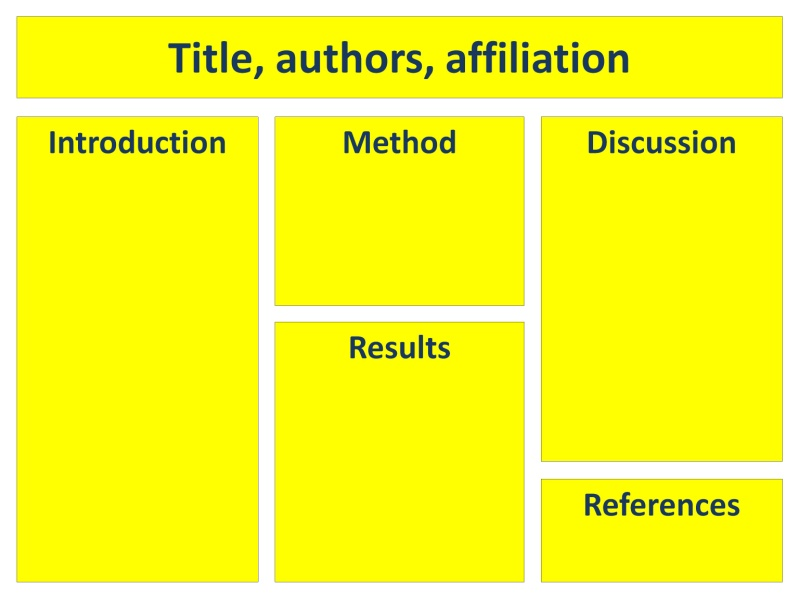 Title, authors, affiliation
Introduction
Method
Results
Discussion
References